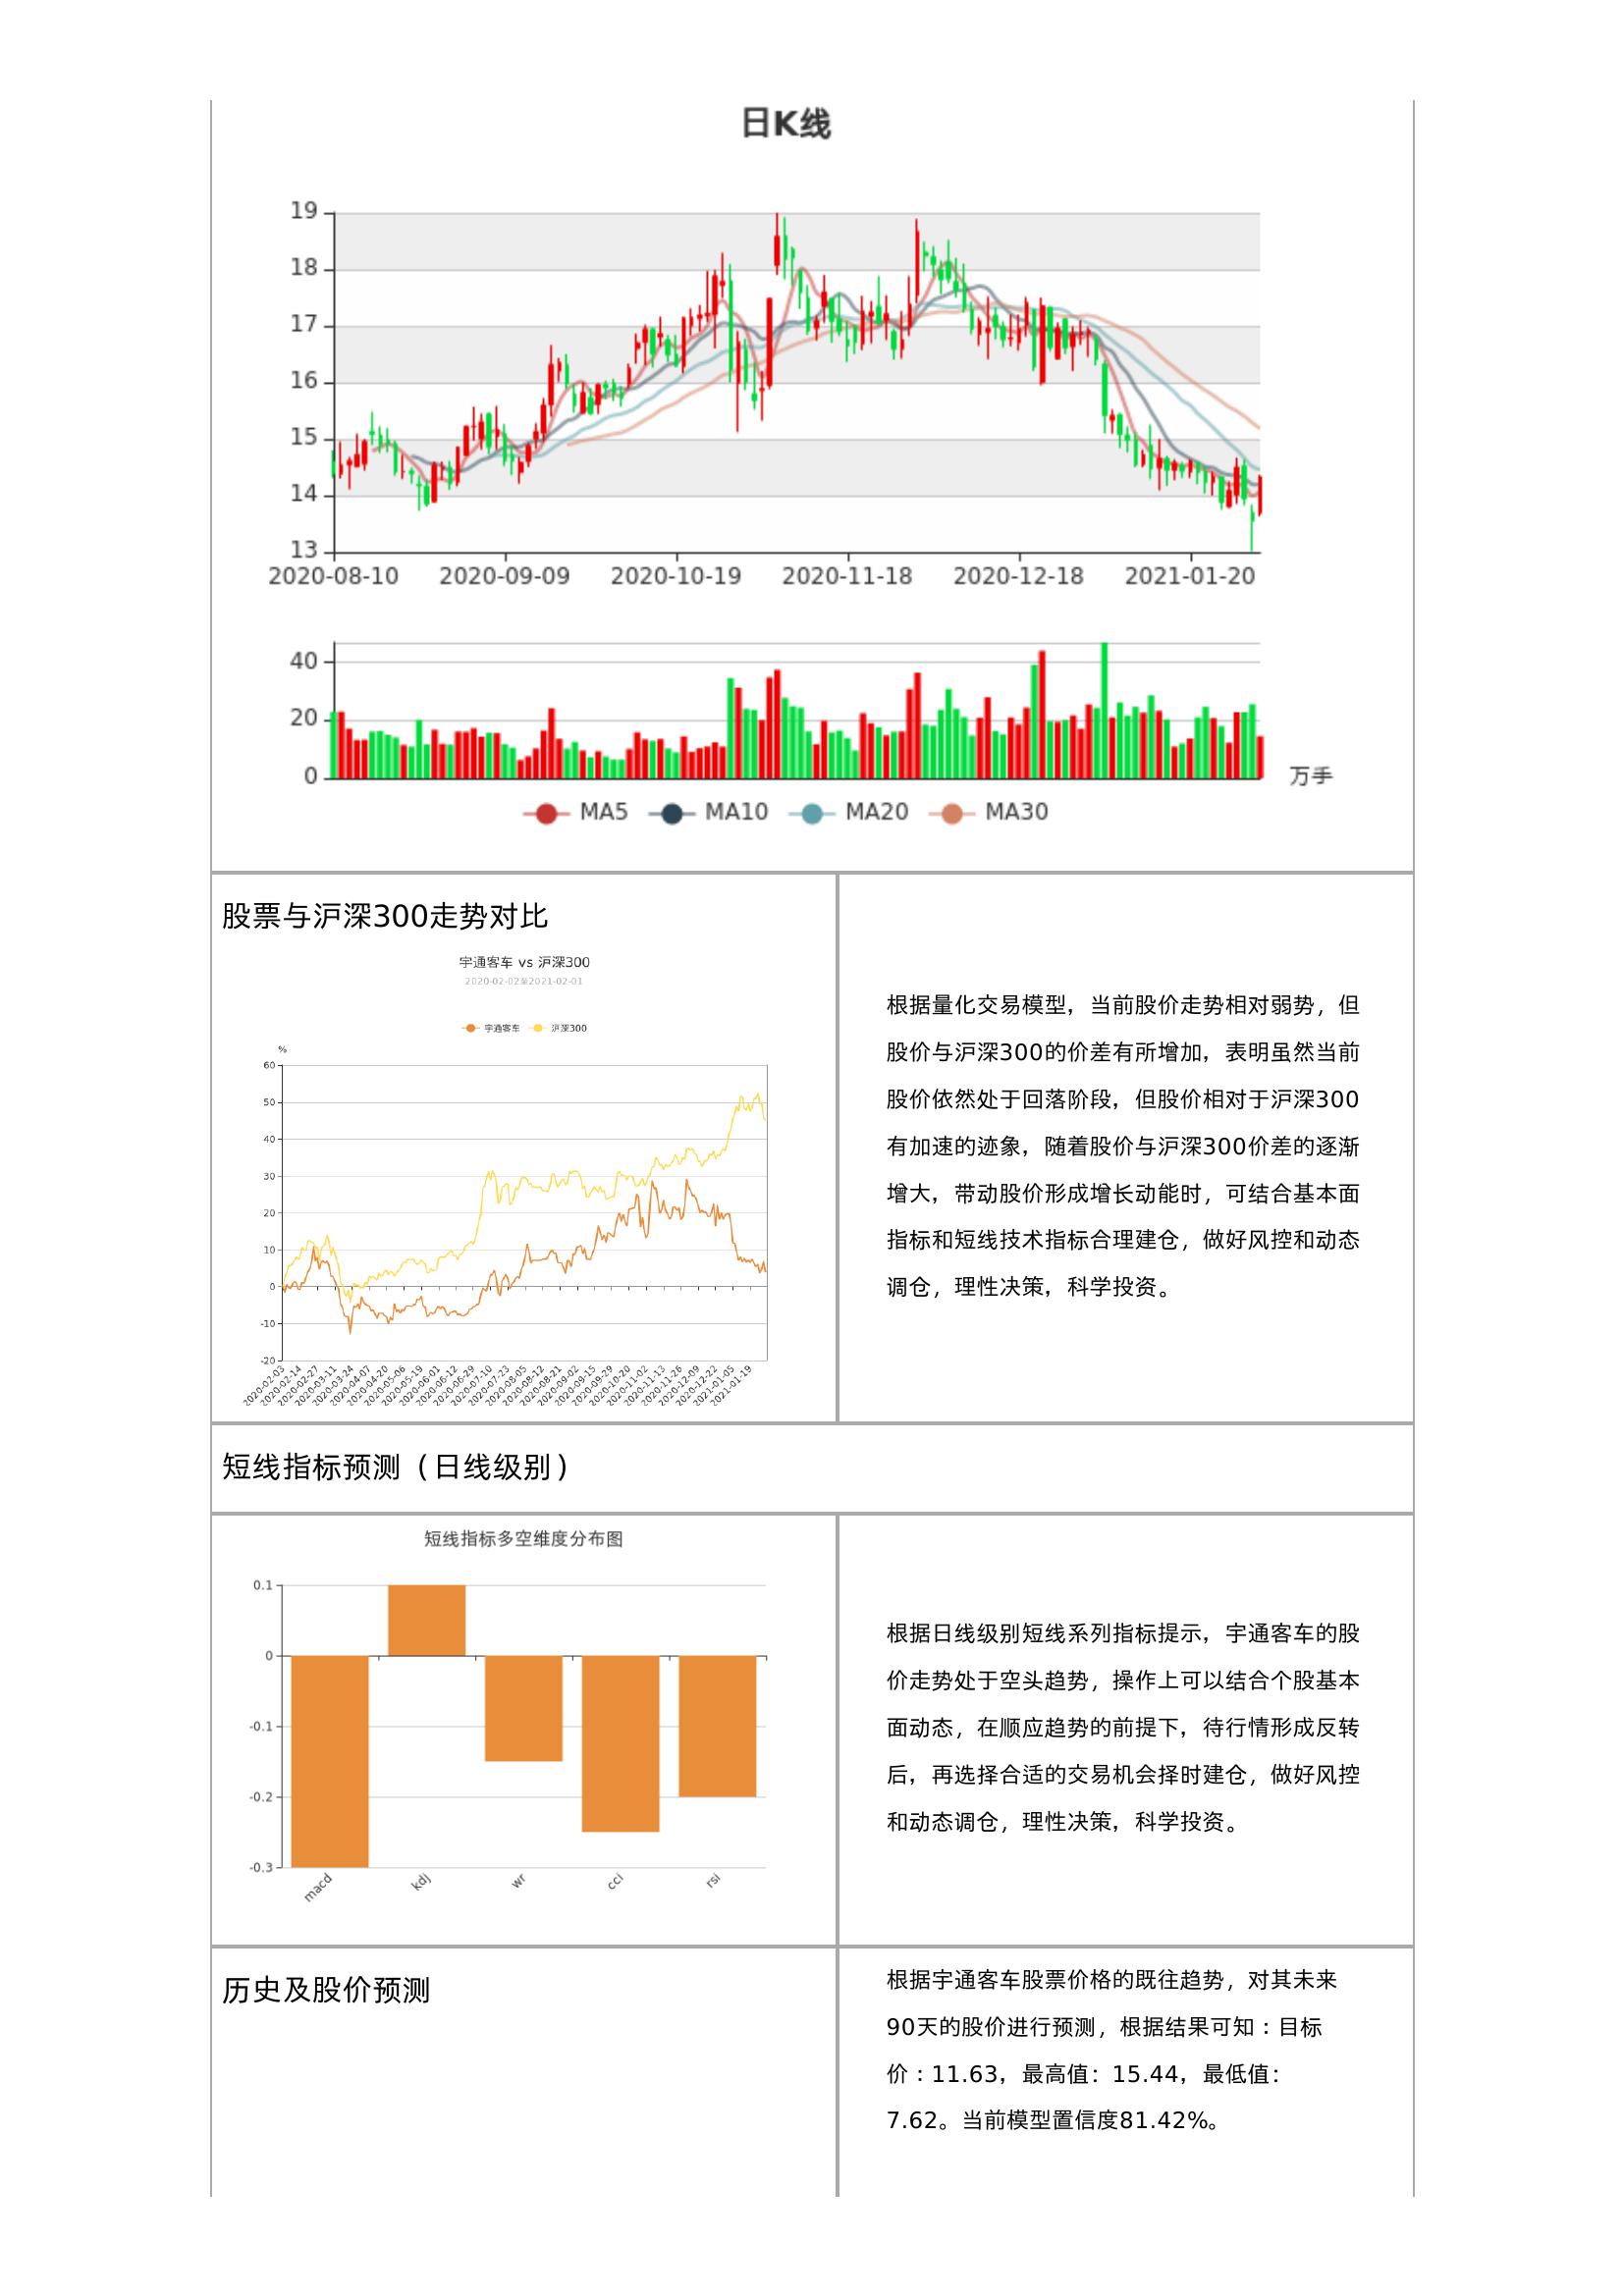 日K线
19
18
17
16
15
14
13
2020-08-10 2020-09-09 2020-10-19 2020-11-18 2020-12-18 2021-01-20
40
20
0
万手
MA5 MA10 MA20 MA30
股票与沪深300走势对比
宇通客车 vs 沪深300
2020-02-02至2021-02-01
宇通客车 沪深300
%
60
50
40
30
20
10
0
-10
-20
2020-02-03 2020-02-14 2020-02-27 2020-03-11 2020-03-24 2020-04-07 2020-04-20 2020-05-06 2020-05-19 2020-06-01 2020-06-12 2020-06-29 2020-07-10 2020-07-23 2020-08-05 2020-08-12 2020-08-21 2020-09-02 2020-09-15 2020-09-29 2020-10-20 2020-11-02 2020-11-13 2020-11-26 2020-12-09 2020-12-22 2021-01-05 2021-01-19
根据量化交易模型，当前股价走势相对弱势，但
股价与沪深300的价差有所增加，表明虽然当前
股价依然处于回落阶段，但股价相对于沪深300
有加速的迹象，随着股价与沪深300价差的逐渐
增大，带动股价形成增长动能时，可结合基本面
指标和短线技术指标合理建仓，做好风控和动态
调仓，理性决策，科学投资。
短线指标预测（日线级别）
短线指标多空维度分布图
0.1
0
-0.1
-0.2
-0.3
macd kdj wr cci rsi
根据日线级别短线系列指标提示，宇通客车的股
价走势处于空头趋势，操作上可以结合个股基本
面动态，在顺应趋势的前提下，待行情形成反转
后，再选择合适的交易机会择时建仓，做好风控
和动态调仓，理性决策，科学投资。
历史及股价预测
根据宇通客车股票价格的既往趋势，对其未来
90天的股价进行预测，根据结果可知：目标
价：11.63，最高值：15.44，最低值：
7.62。当前模型置信度81.42%。